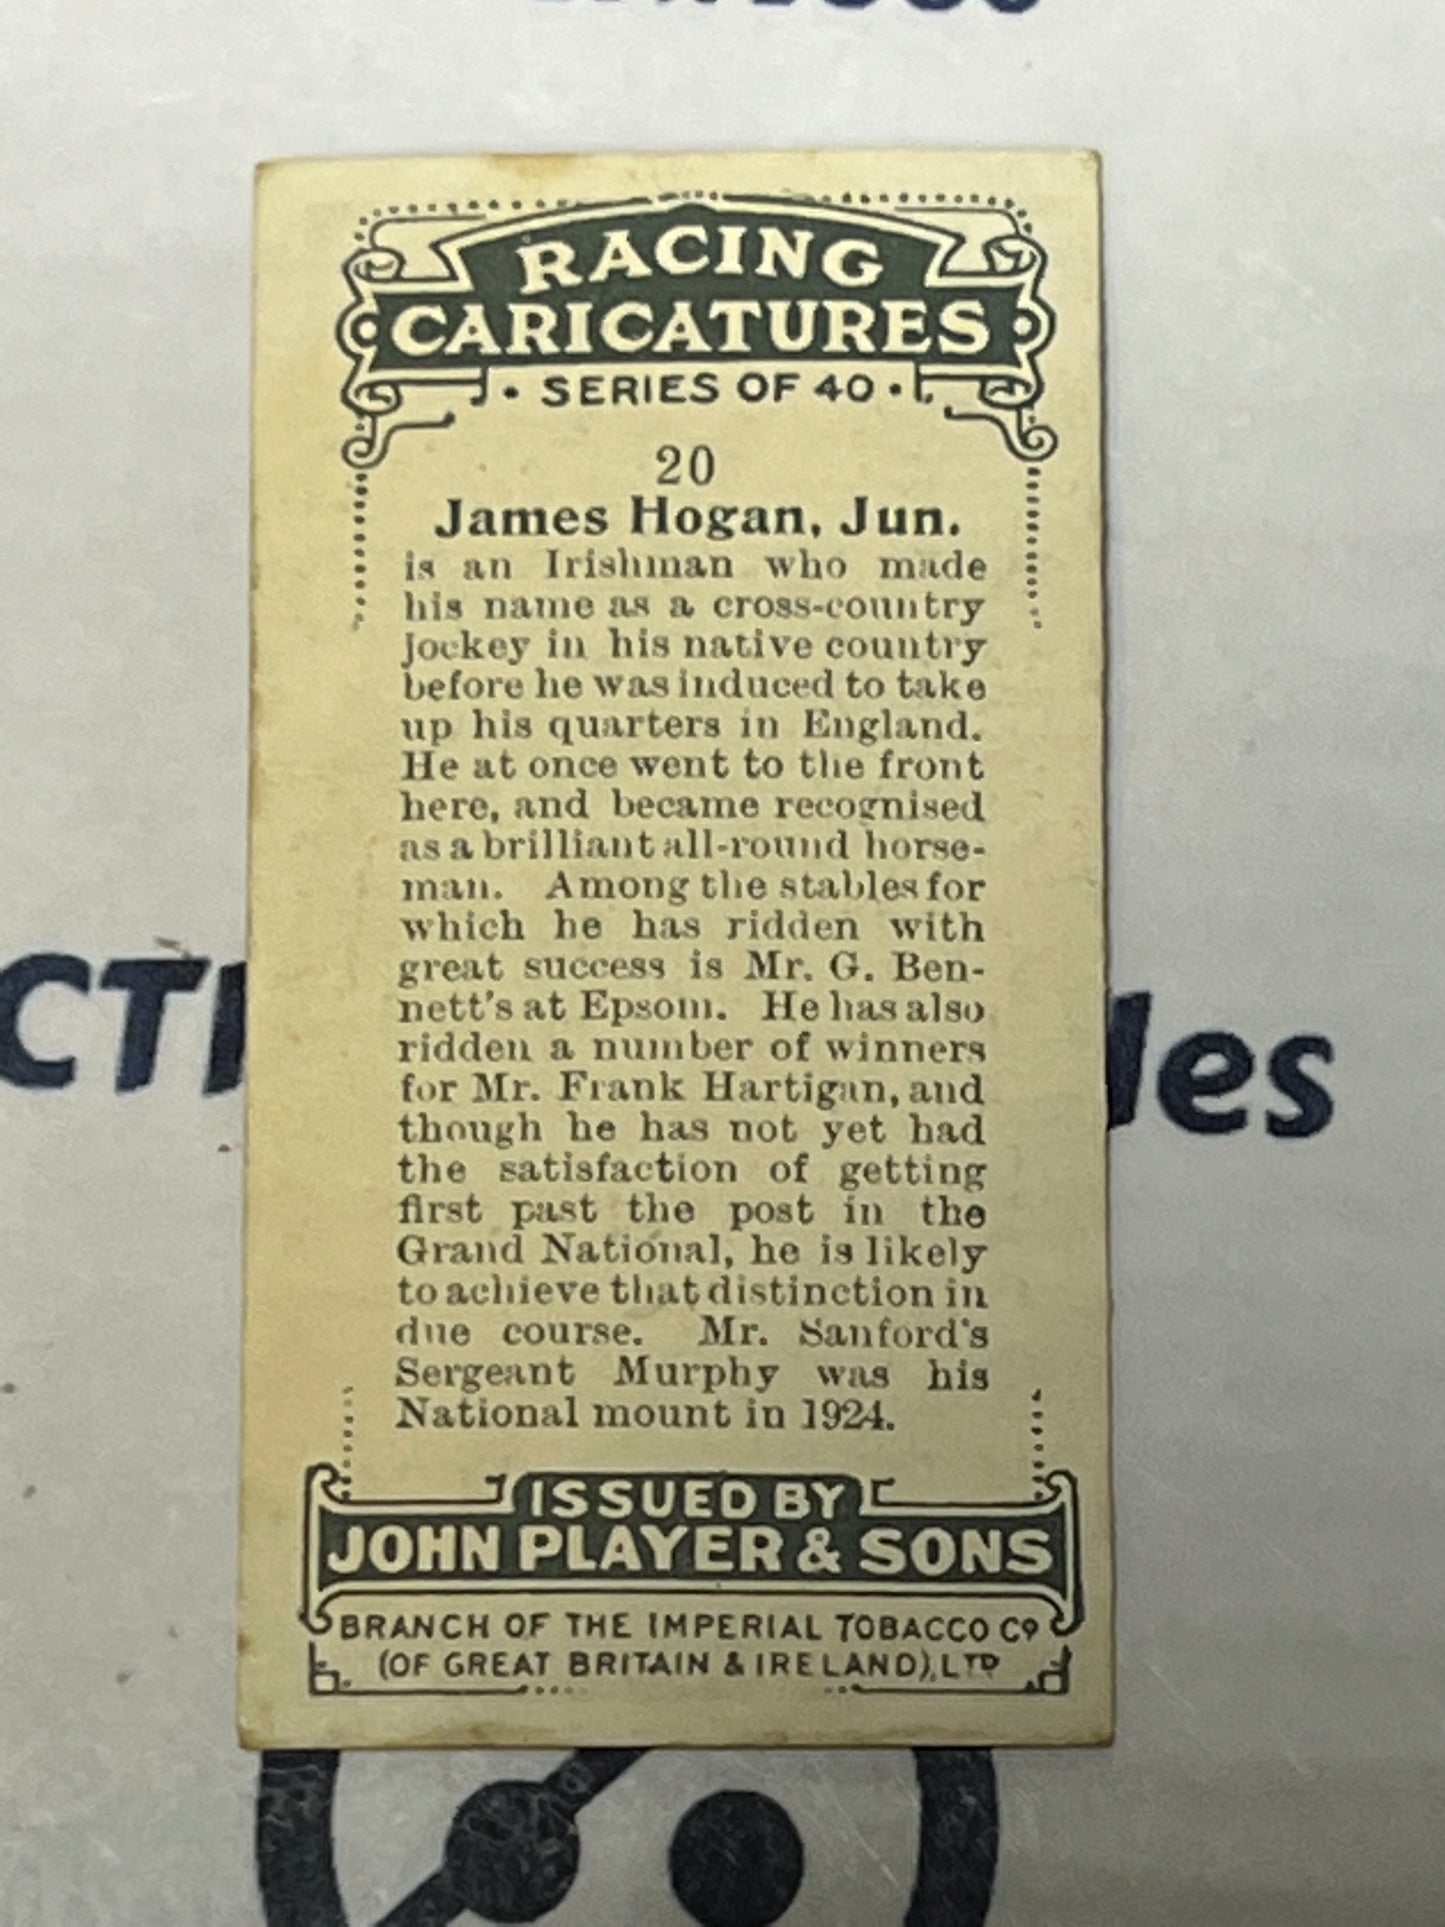 RACING
CARICATURES
· SERIES OF 40 ·
20
James Hogan, Jun.
is an Irishman who made
his name as a cross-country
jockey in his native country
before he was induced to take
up his quarters in England.
He at once went to the front
here, and became recognised
as a brilliant all-round horse-
man. Among the stables for
which he has ridden with
great success is Mr. G. Ben-
nett's at Epsom. He has also
ridden a number of winners
for Mr. Frank Hartigan, and
though he has not yet had
the satisfaction of getting
first past the post in the
Grand National, he is likely
to achieve that distinction in
due course. Mr. Sanford's
Sergeant Murphy was his
National mount in 1924.
ISSUED BY
JOHN PLAYER & SONS
BRANCH OF THE IMPERIAL TOBACCO Co
(OF GREAT BRITAIN & IRELAND), LTD